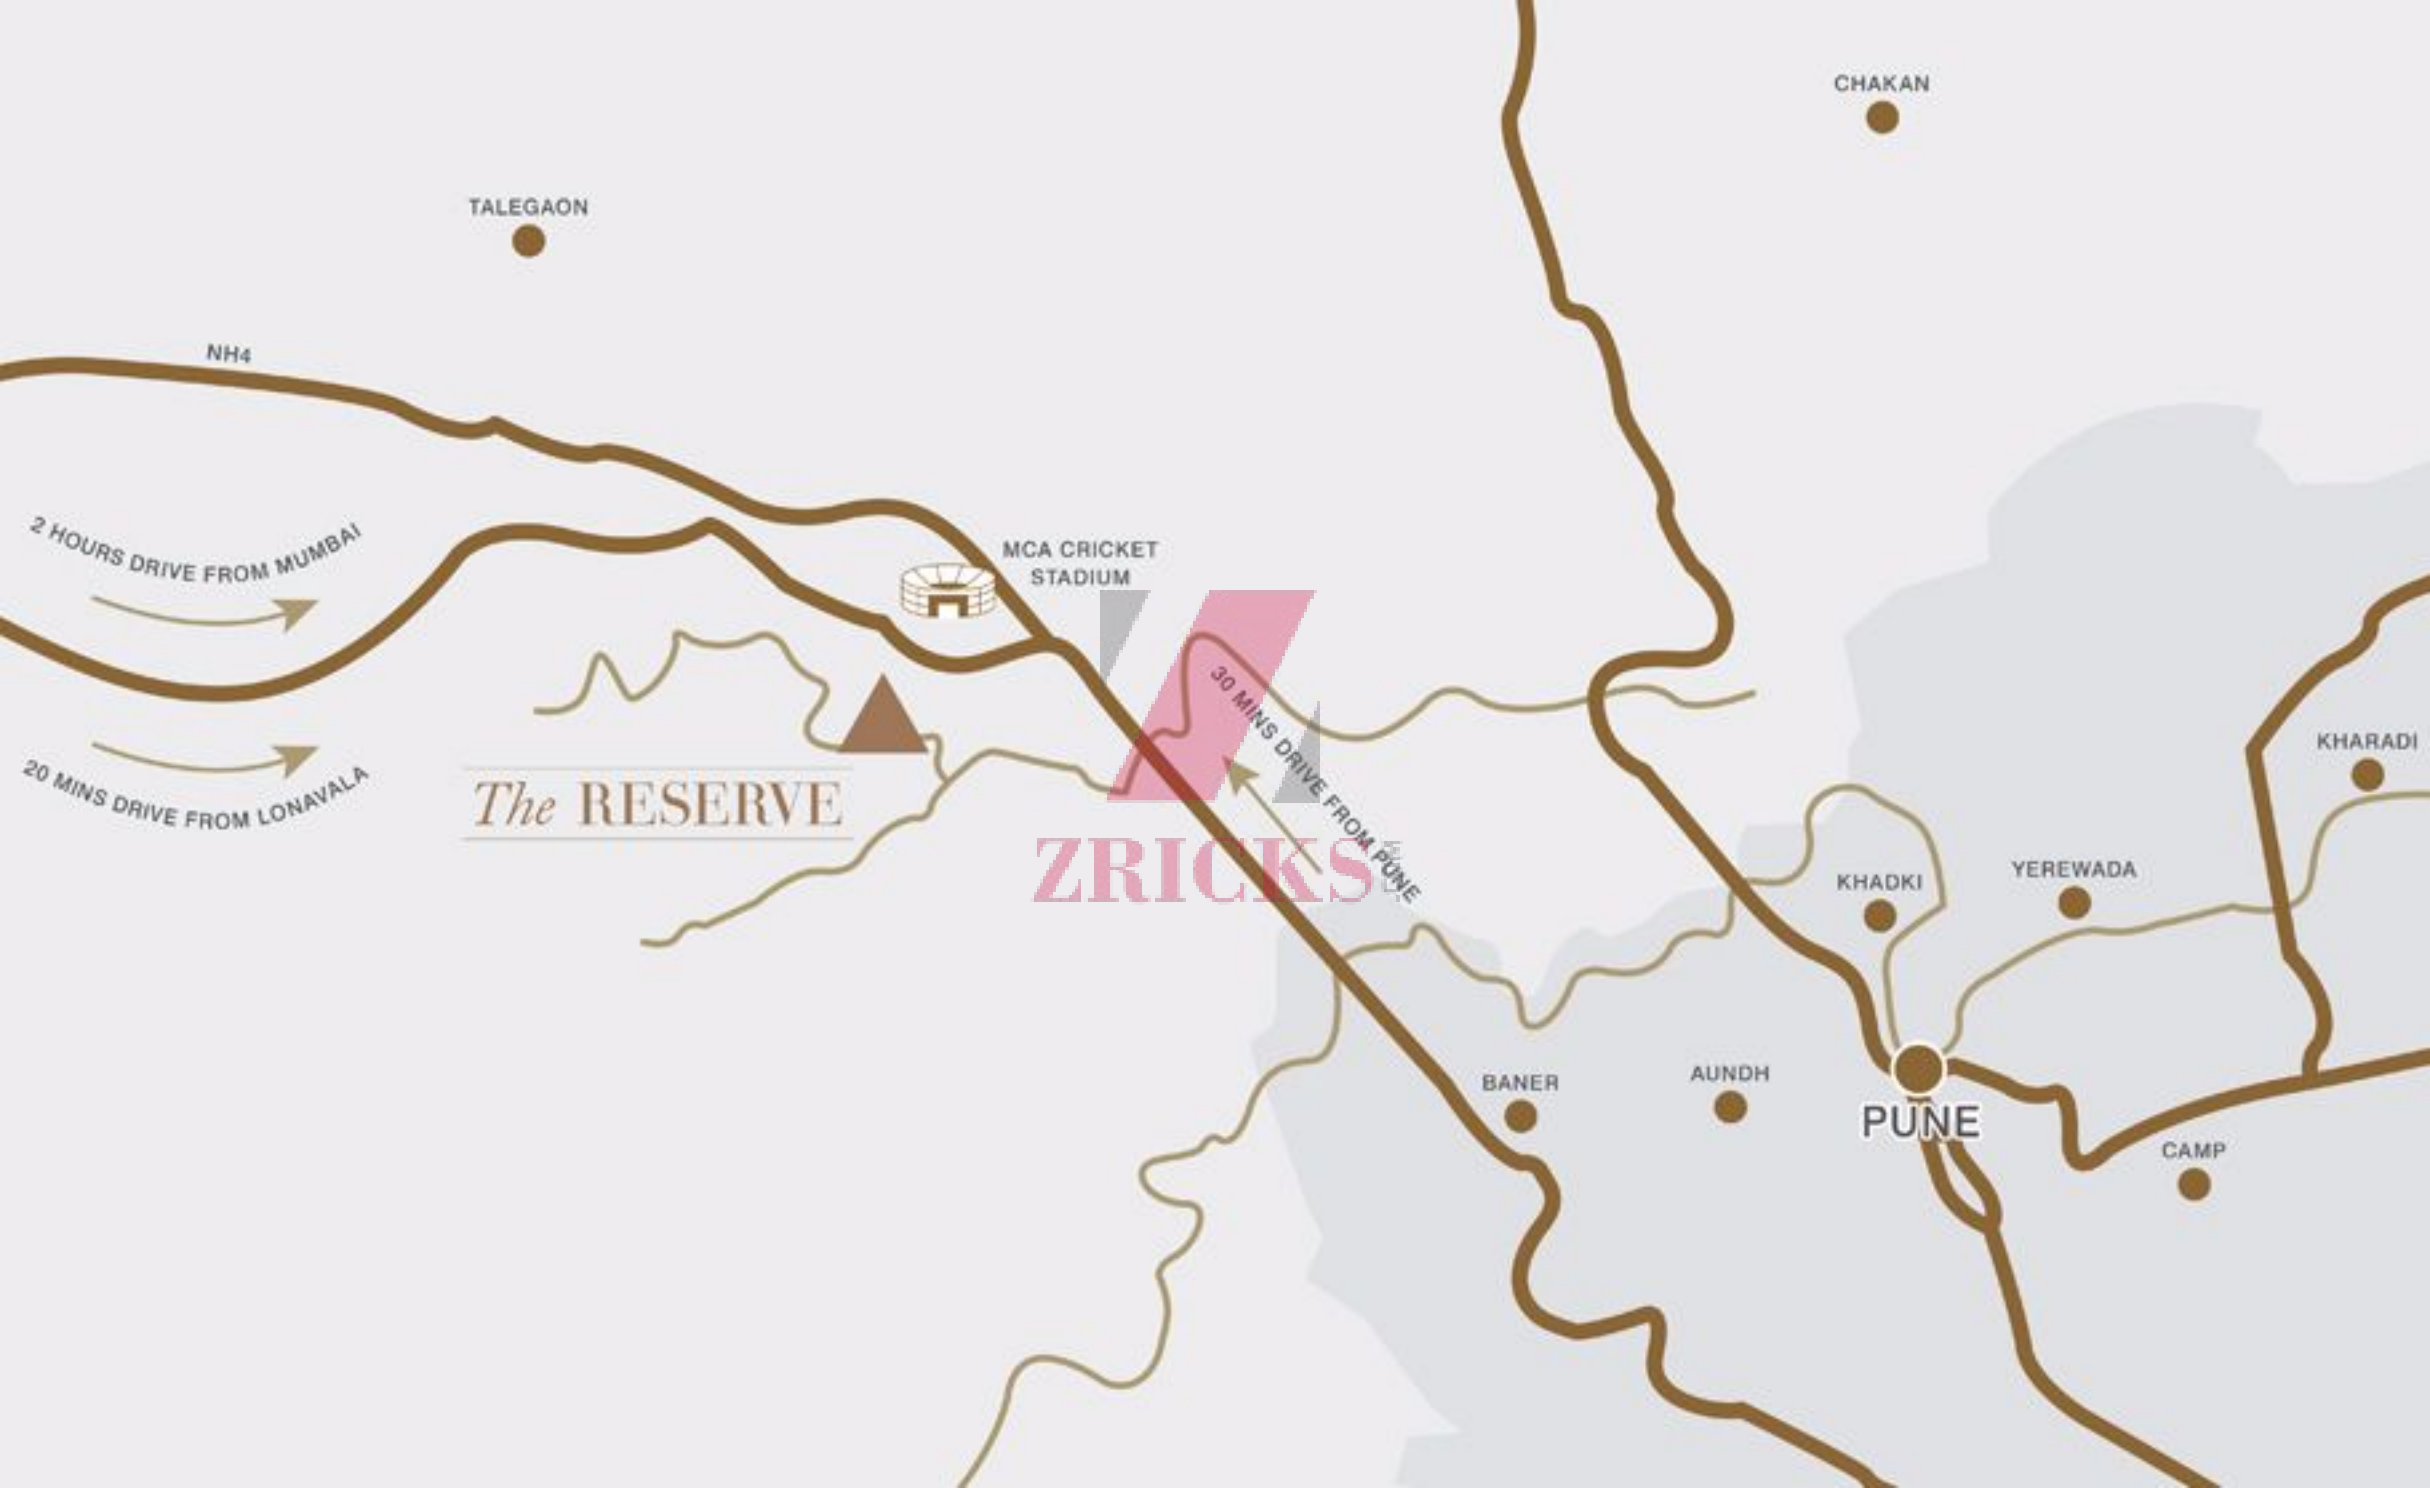 CHAKAN
TALEGAON
NH4
2 HOURS DRIVE FROM MUMBAI
MCA CRICKET
STADIUM
30 MINS DRIVE FROM PUNE
20 MINS DRIVE FROM LONAVALA
The RESERVE
ZRICKS
KHARADI
KHADKI
YEREWADA
BANER
AUNDH
PUNE
CAMP